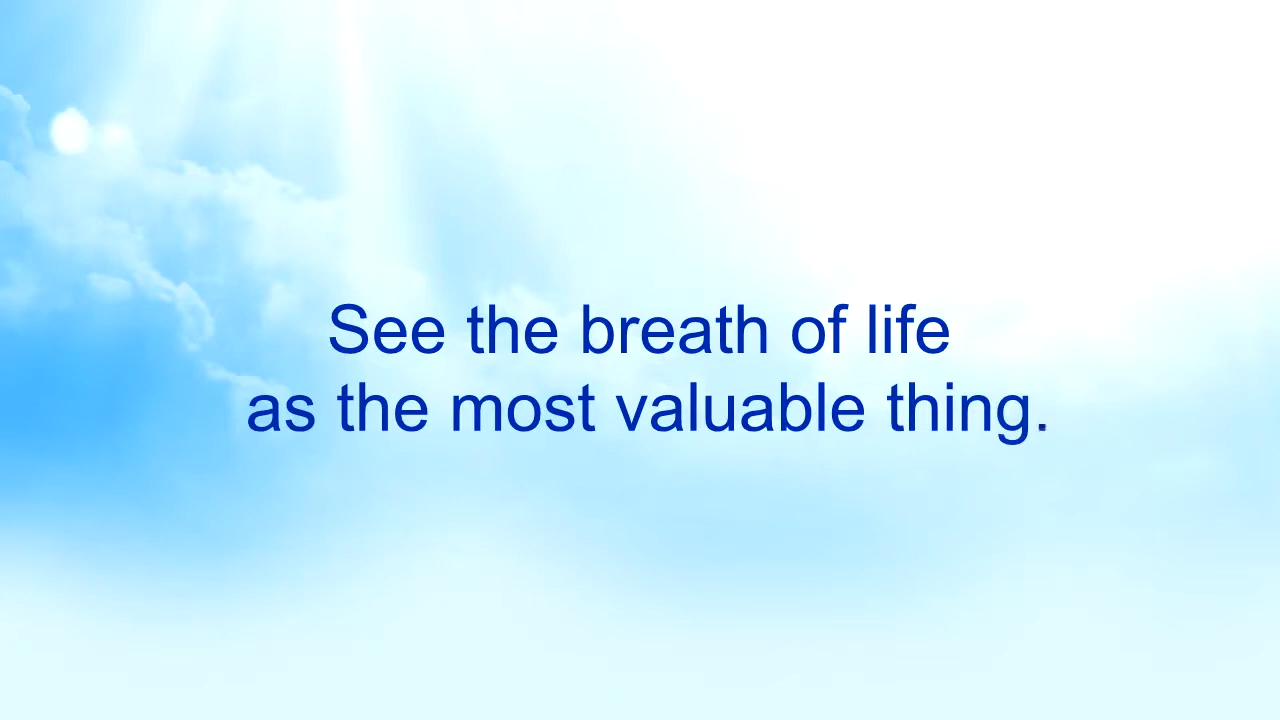 See the breath of life
as the most valuable thing.